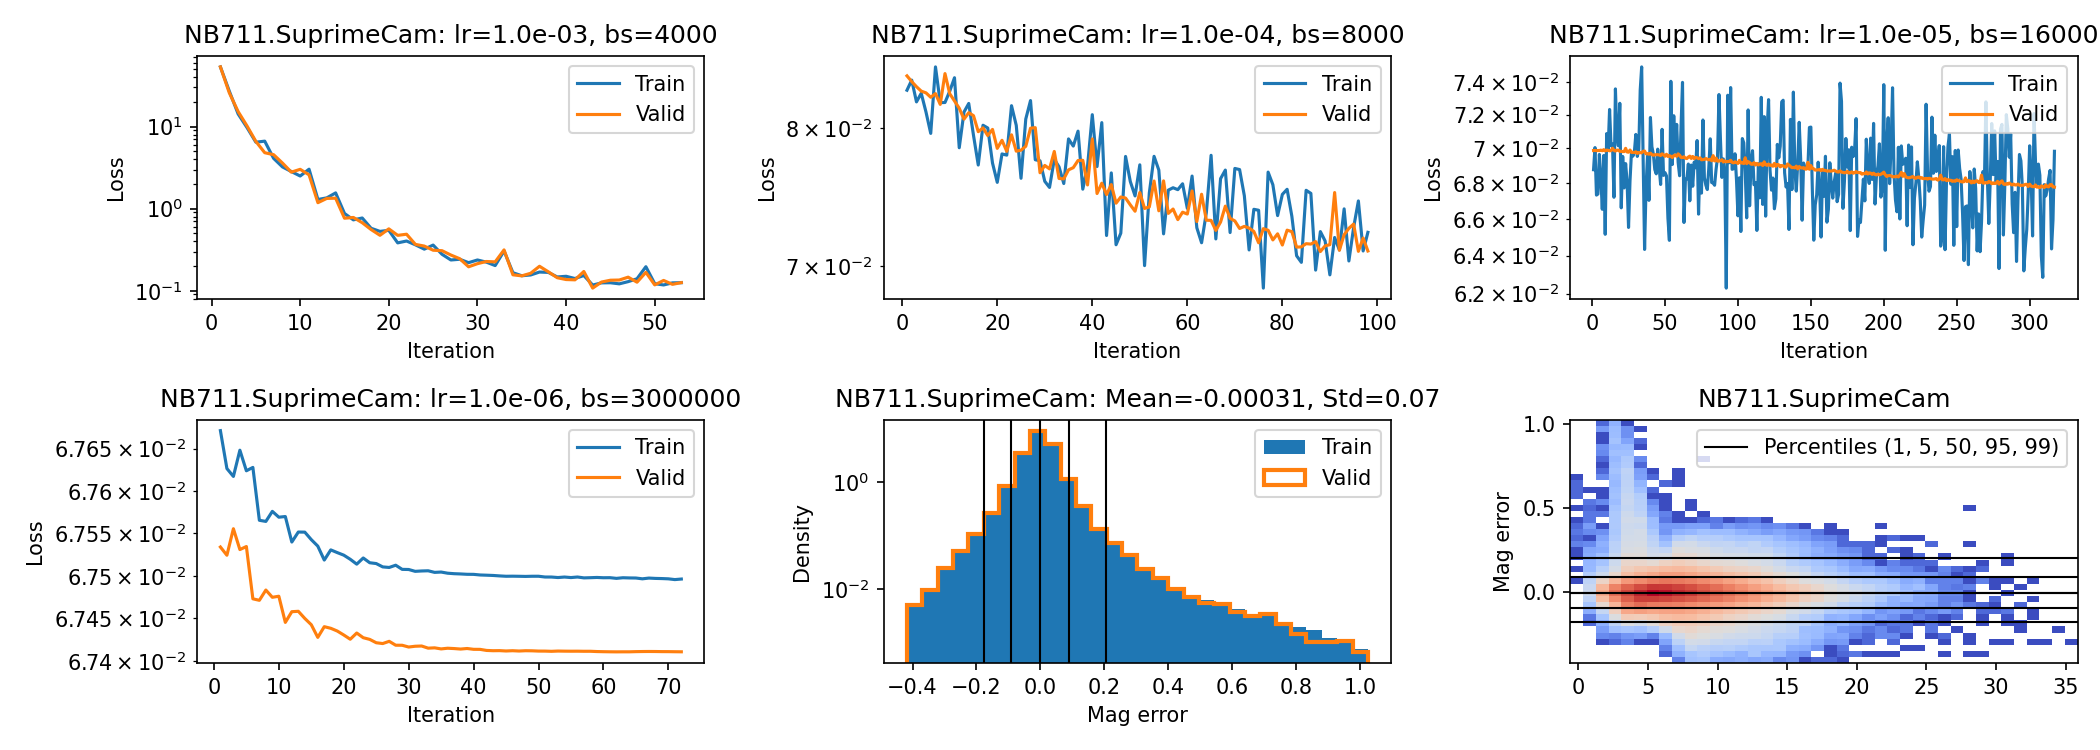 NB711.SuprimeCam: lr=1.0e-03, bs=4000
Train
Valid
10¹
10⁰
10⁻¹
Loss
0 10 20 30 40 50
Iteration
NB711.SuprimeCam: lr=1.0e-04, bs=8000
Train
Valid
8 × 10⁻²
7 × 10⁻²
Loss
0 20 40 60 80 100
Iteration
NB711.SuprimeCam: lr=1.0e-05, bs=16000
Train
Valid
7.4 × 10⁻²
7.2 × 10⁻²
7 × 10⁻²
6.8 × 10⁻²
6.6 × 10⁻²
6.4 × 10⁻²
6.2 × 10⁻²
Loss
0 50 100 150 200 250 300
Iteration
NB711.SuprimeCam: lr=1.0e-06, bs=3000000
Train
Valid
6.765 × 10⁻²
6.76 × 10⁻²
6.755 × 10⁻²
6.75 × 10⁻²
6.745 × 10⁻²
6.74 × 10⁻²
Loss
0 10 20 30 40 50 60 70
Iteration
NB711.SuprimeCam: Mean=-0.00031, Std=0.07
Train
Valid
10⁰
10⁻²
Density
−0.4 −0.2 0.0 0.2 0.4 0.6 0.8 1.0
Mag error
NB711.SuprimeCam
Percentiles (1, 5, 50, 95, 99)
1.0
0.5
0.0
Mag error
0 5 10 15 20 25 30 35